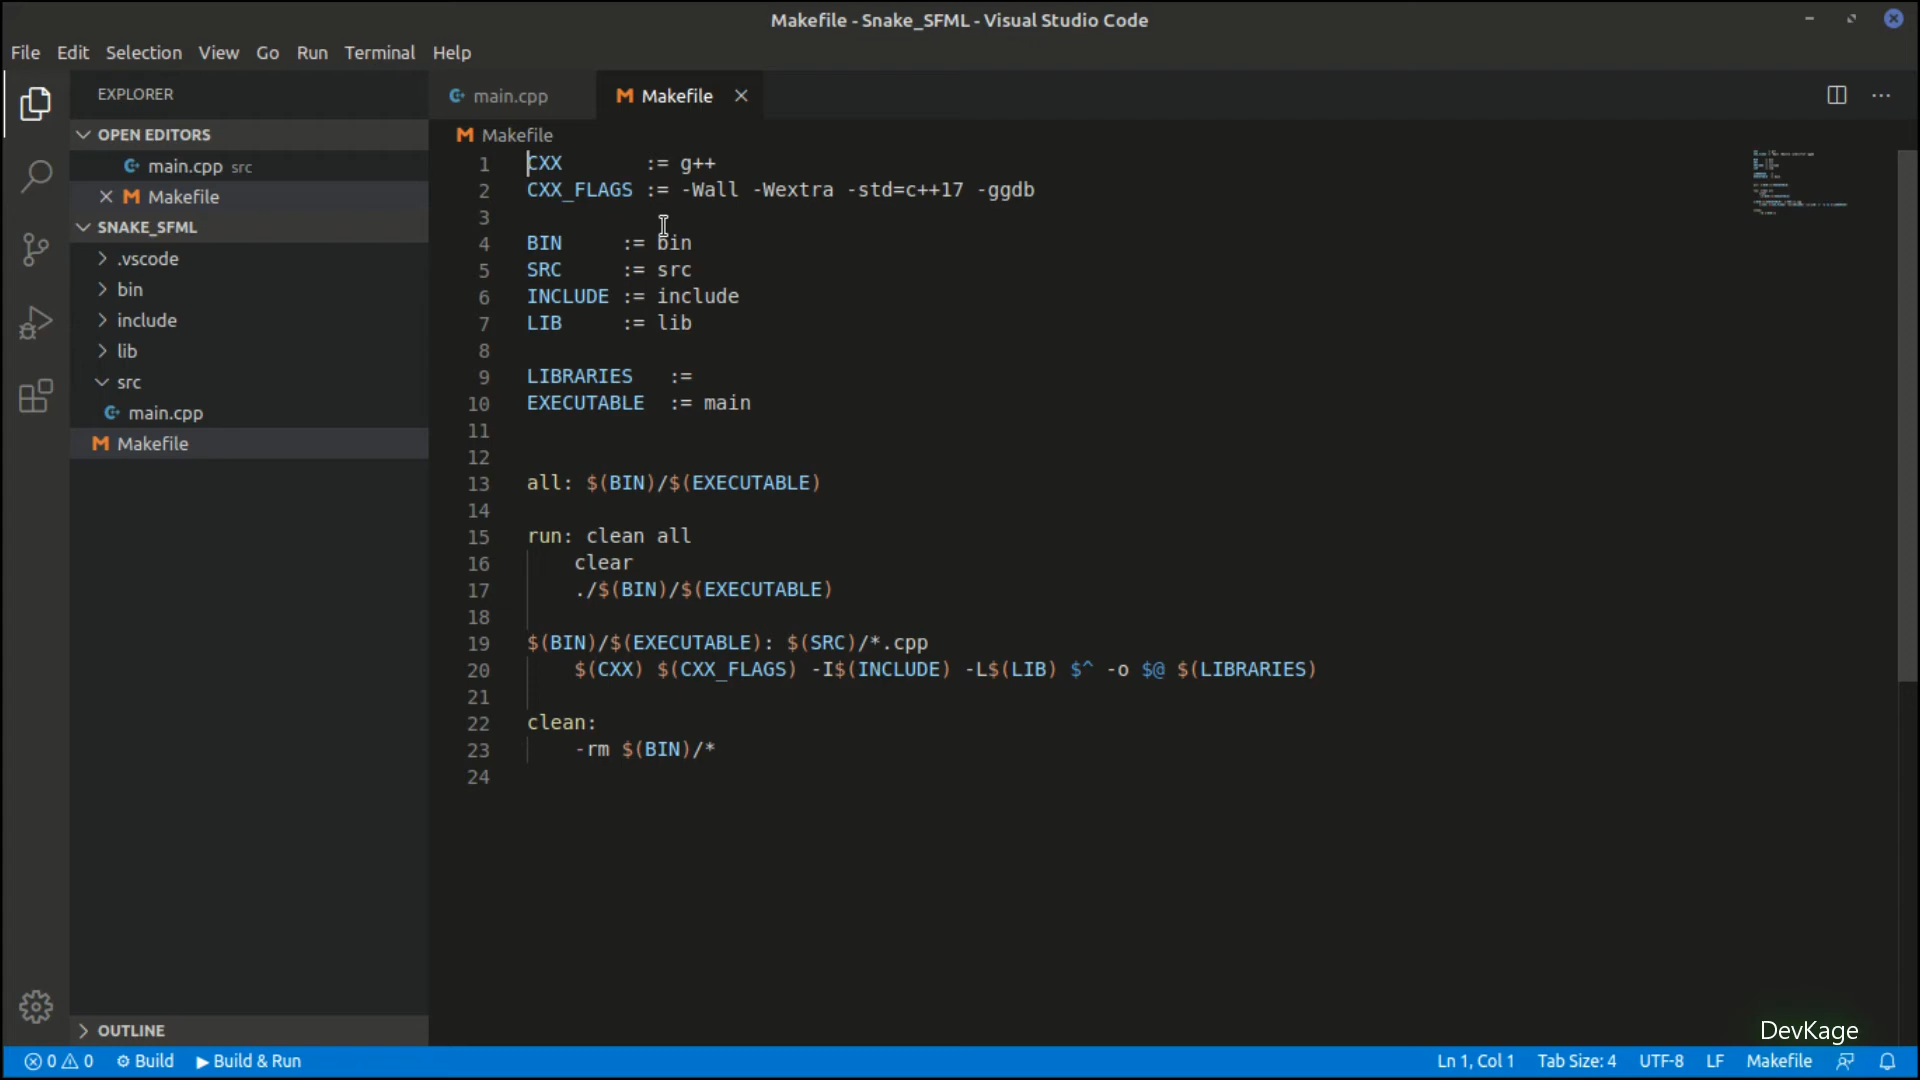 Makefile - Snake_SFML - Visual Studio Code
File Edit Selection View Go Run Terminal Help
EXPLORER
OPEN EDITORS
main.cpp src
Makefile
SNAKE_SFML
.vscode
bin
include
lib
src
main.cpp
Makefile
OUTLINE
main.cpp Makefile
Makefile
1 CXX       := g++
2 CXX_FLAGS := -Wall -Wextra -std=c++17 -ggdb
3
4 BIN     := bin
5 SRC     := src
6 INCLUDE := include
7 LIB     := lib
8
9 LIBRARIES   :=
10 EXECUTABLE  := main
11
12
13 all: $(BIN)/$(EXECUTABLE)
14
15 run: clean all
16     clear
17     ./$(BIN)/$(EXECUTABLE)
18
19 $(BIN)/$(EXECUTABLE): $(SRC)/*.cpp
20     $(CXX) $(CXX_FLAGS) -I$(INCLUDE) -L$(LIB) $^ -o $@ $(LIBRARIES)
21
22 clean:
23     -rm $(BIN)/*
24
DevKage
0 0 Build Build & Run Ln 1, Col 1 Tab Size: 4 UTF-8 LF Makefile